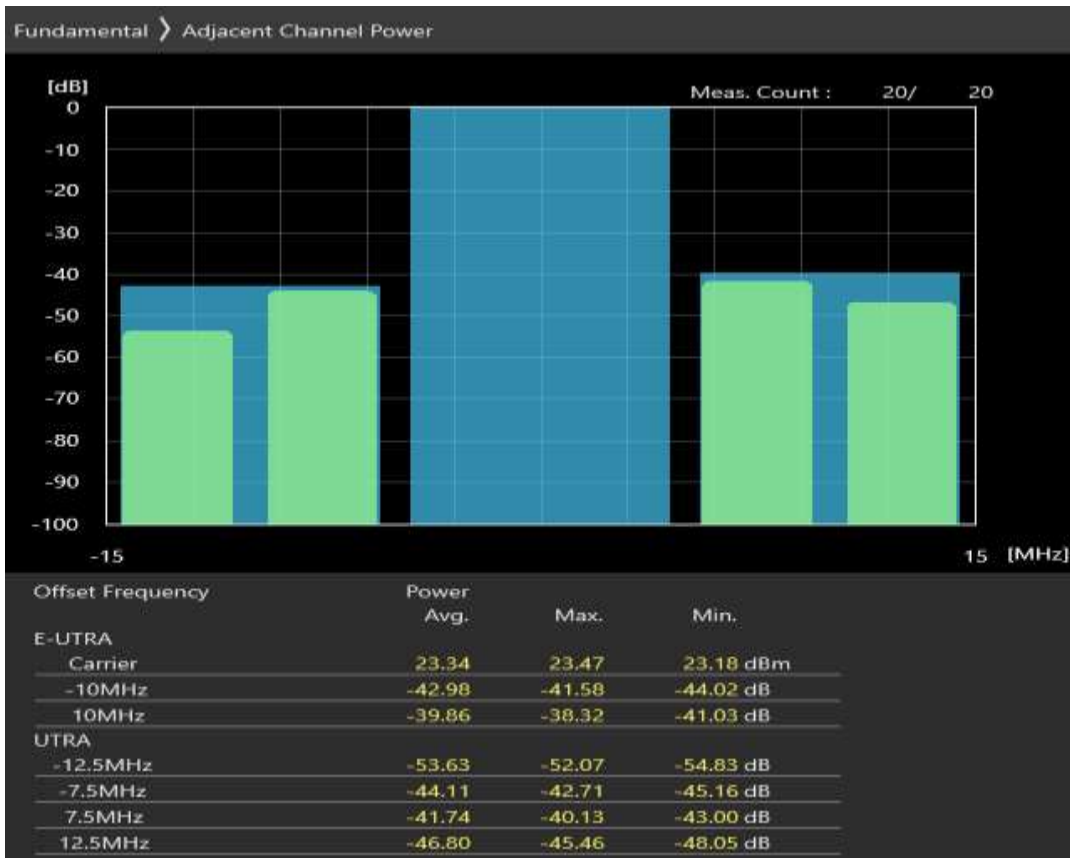 Fundamental 〉 Adjacent Channel Power
[dB]
Meas. Count : 20/ 20
0
-10
-20
-30
-40
-50
-60
-70
-80
-90
-100
-15 15 [MHz]
Offset Frequency Power
Avg. Max. Min.
E-UTRA
Carrier 23.34 23.47 23.18 dBm
-10MHz -42.98 -41.58 -44.02 dB
10MHz -39.86 -38.32 -41.03 dB
UTRA
-12.5MHz -53.63 -52.07 -54.83 dB
-7.5MHz -44.11 -42.71 -45.16 dB
7.5MHz -41.74 -40.13 -43.00 dB
12.5MHz -46.80 -45.46 -48.05 dB